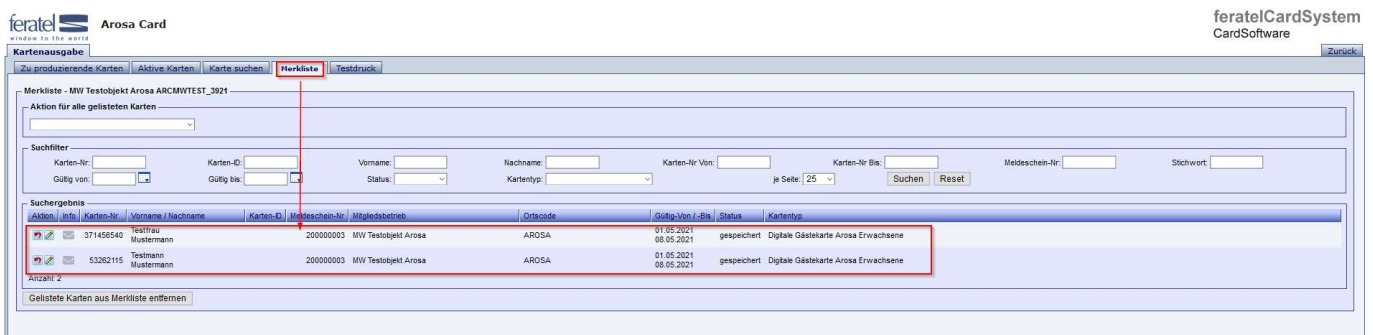 feratel
window to the world
Arosa Card
feratelCardSystem
CardSoftware
Kartenausgabe
Zurück
Zu produzierende Karten Aktive Karten Karte suchen Merkliste Testdruck
Merkliste - MW Testobjekt Arosa ARCMWTEST_3921
Aktion für alle gelisteten Karten
Suchfilter
Karten-Nr: Karten-ID: Vorname: Nachname: Karten-Nr Von: Karten-Nr Bis: Meldeschein-Nr: Stichwort:
Gültig von: Gültig bis: Status: Kartentyp: je Seite: 25 Suchen Reset
Suchergebnis
Aktion Info Karten-Nr Vorname / Nachname Karten-ID Meldeschein-Nr Mitgliedsbetrieb Ortscode Gültig-Von / -Bis Status Kartentyp
371456540 Testfrau Mustermann 200000003 MW Testobjekt Arosa AROSA 01.05.2021 08.05.2021 gespeichert Digitale Gästekarte Arosa Erwachsene
53262115 Testmann Mustermann 200000003 MW Testobjekt Arosa AROSA 01.05.2021 08.05.2021 gespeichert Digitale Gästekarte Arosa Erwachsene
Anzahl: 2
Gelistete Karten aus Merkliste entfernen